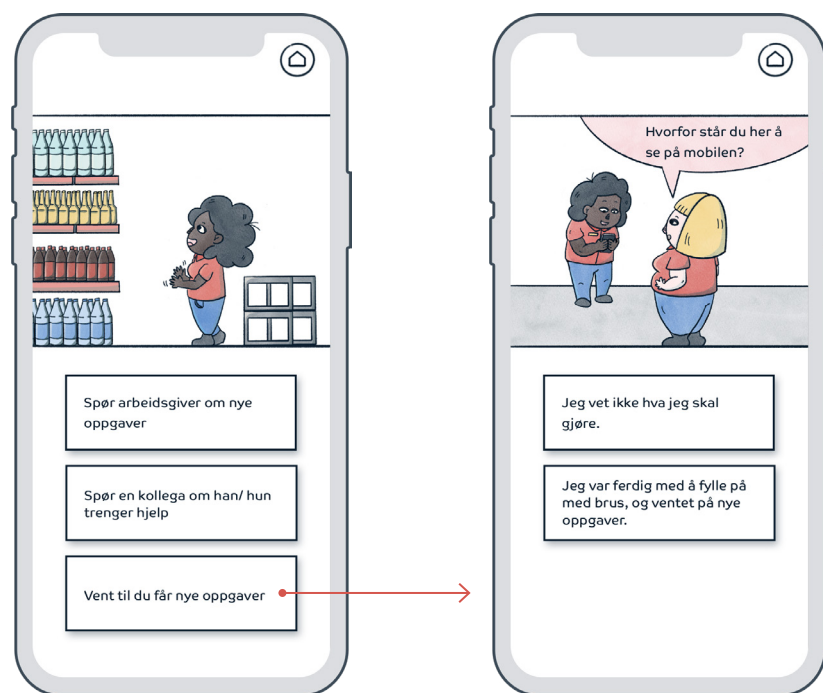 Spør arbeidsgiver om nye
oppgaver
Spør en kollega om han/ hun
trenger hjelp
Vent til du får nye oppgaver
Hvorfor står du her å
se på mobilen?
Jeg vet ikke hva jeg skal
gjøre.
Jeg var ferdig med å fylle på
med brus, og ventet på nye
oppgaver.